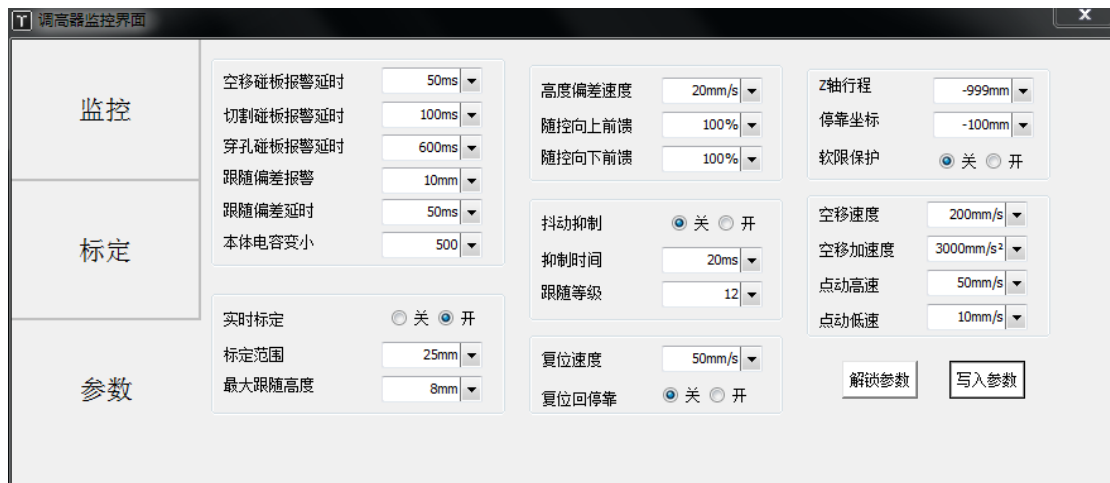 调高器监控界面
x
监控
标定
参数
空移碰板报警延时 50ms
切割碰板报警延时 100ms
穿孔碰板报警延时 600ms
跟随偏差报警 10mm
跟随偏差延时 50ms
本体电容变小 500
实时标定 关 开
标定范围 25mm
最大跟随高度 8mm
高度偏差速度 20mm/s
随控向上前馈 100%
随控向下前馈 100%
抖动抑制 关 开
抑制时间 20ms
跟随等级 12
复位速度 50mm/s
复位回停靠 关 开
Z轴行程 -999mm
停靠坐标 -100mm
软限保护 关 开
空移速度 200mm/s
空移加速度 3000mm/s²
点动高速 50mm/s
点动低速 10mm/s
解锁参数 写入参数